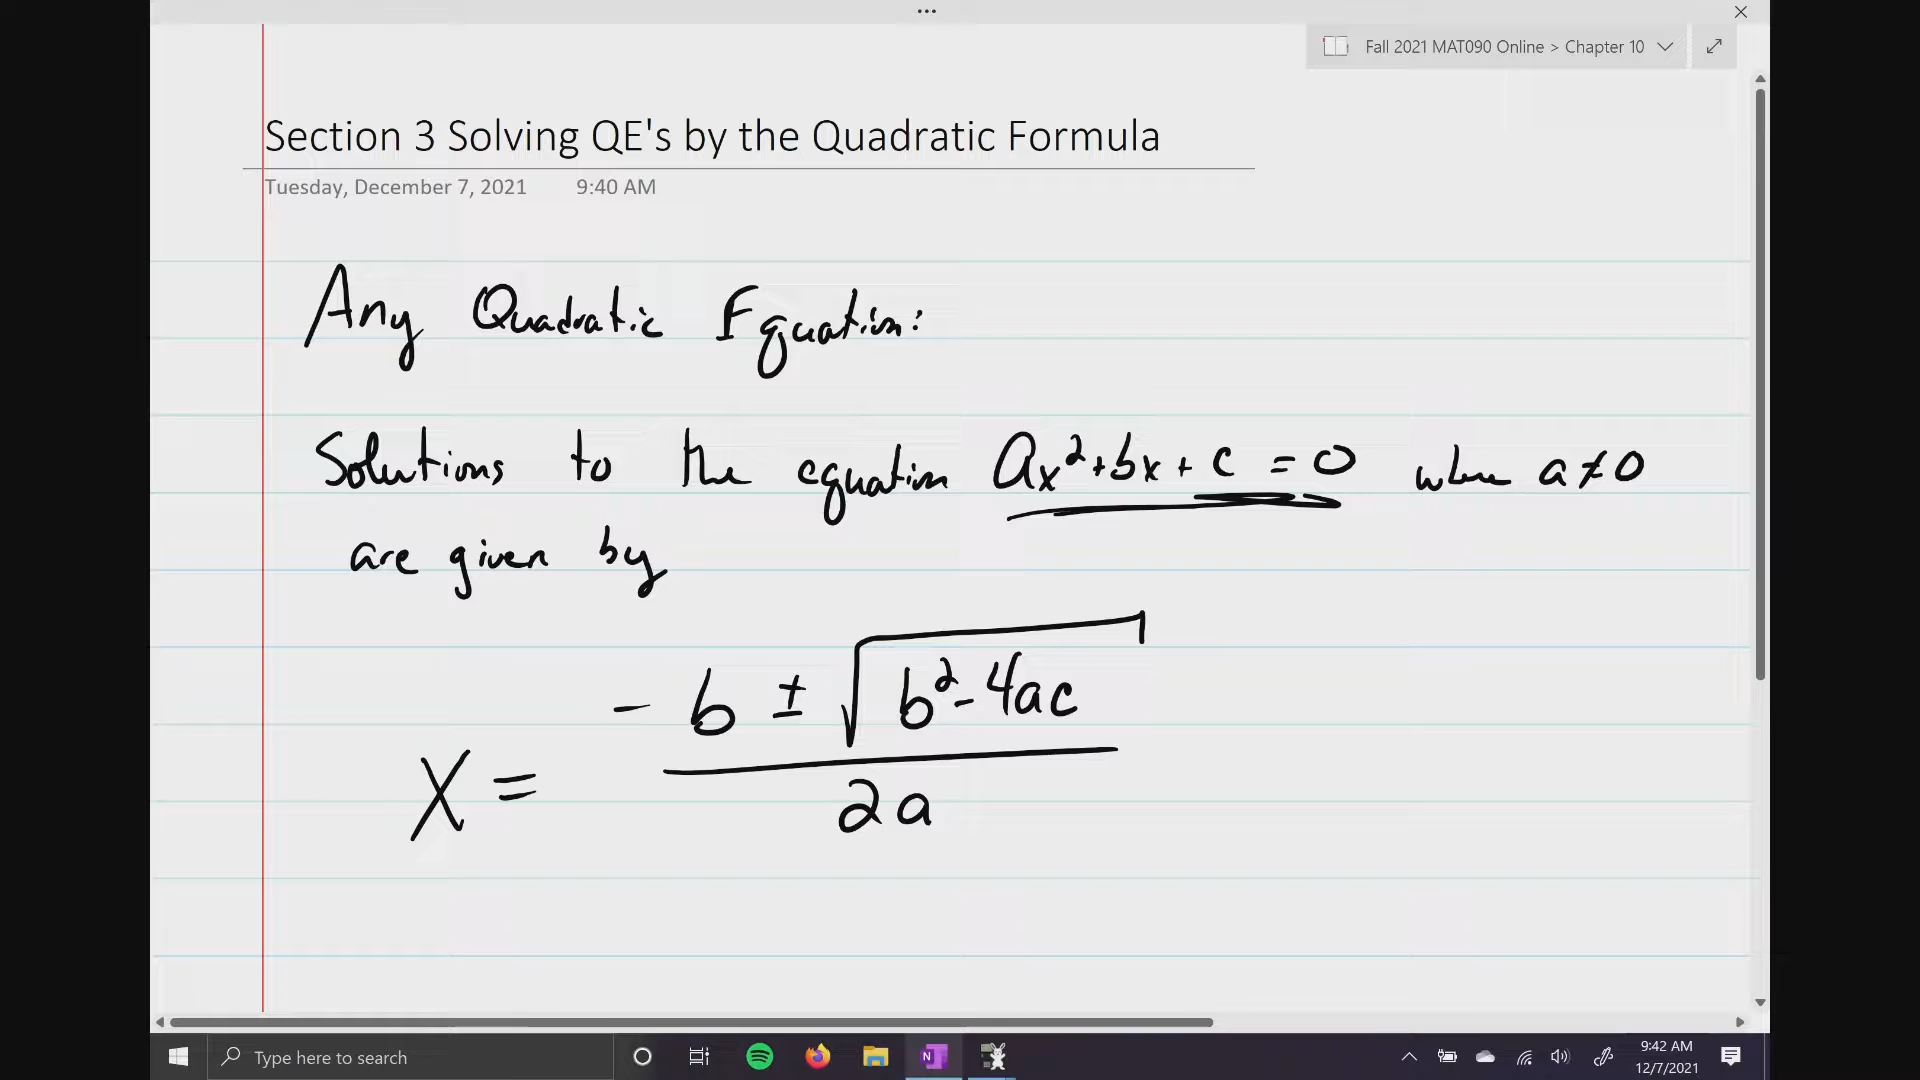 Fall 2021 MAT090 Online > Chapter 10
Section 3 Solving QE's by the Quadratic Formula
Tuesday, December 7, 2021 9:40 AM
Any Quadratic Equation:
Solutions to the equation ax²+bx+c=0 where a≠0
are given by
x = (-b ± √(b²-4ac)) / 2a
Type here to search
9:42 AM
12/7/2021